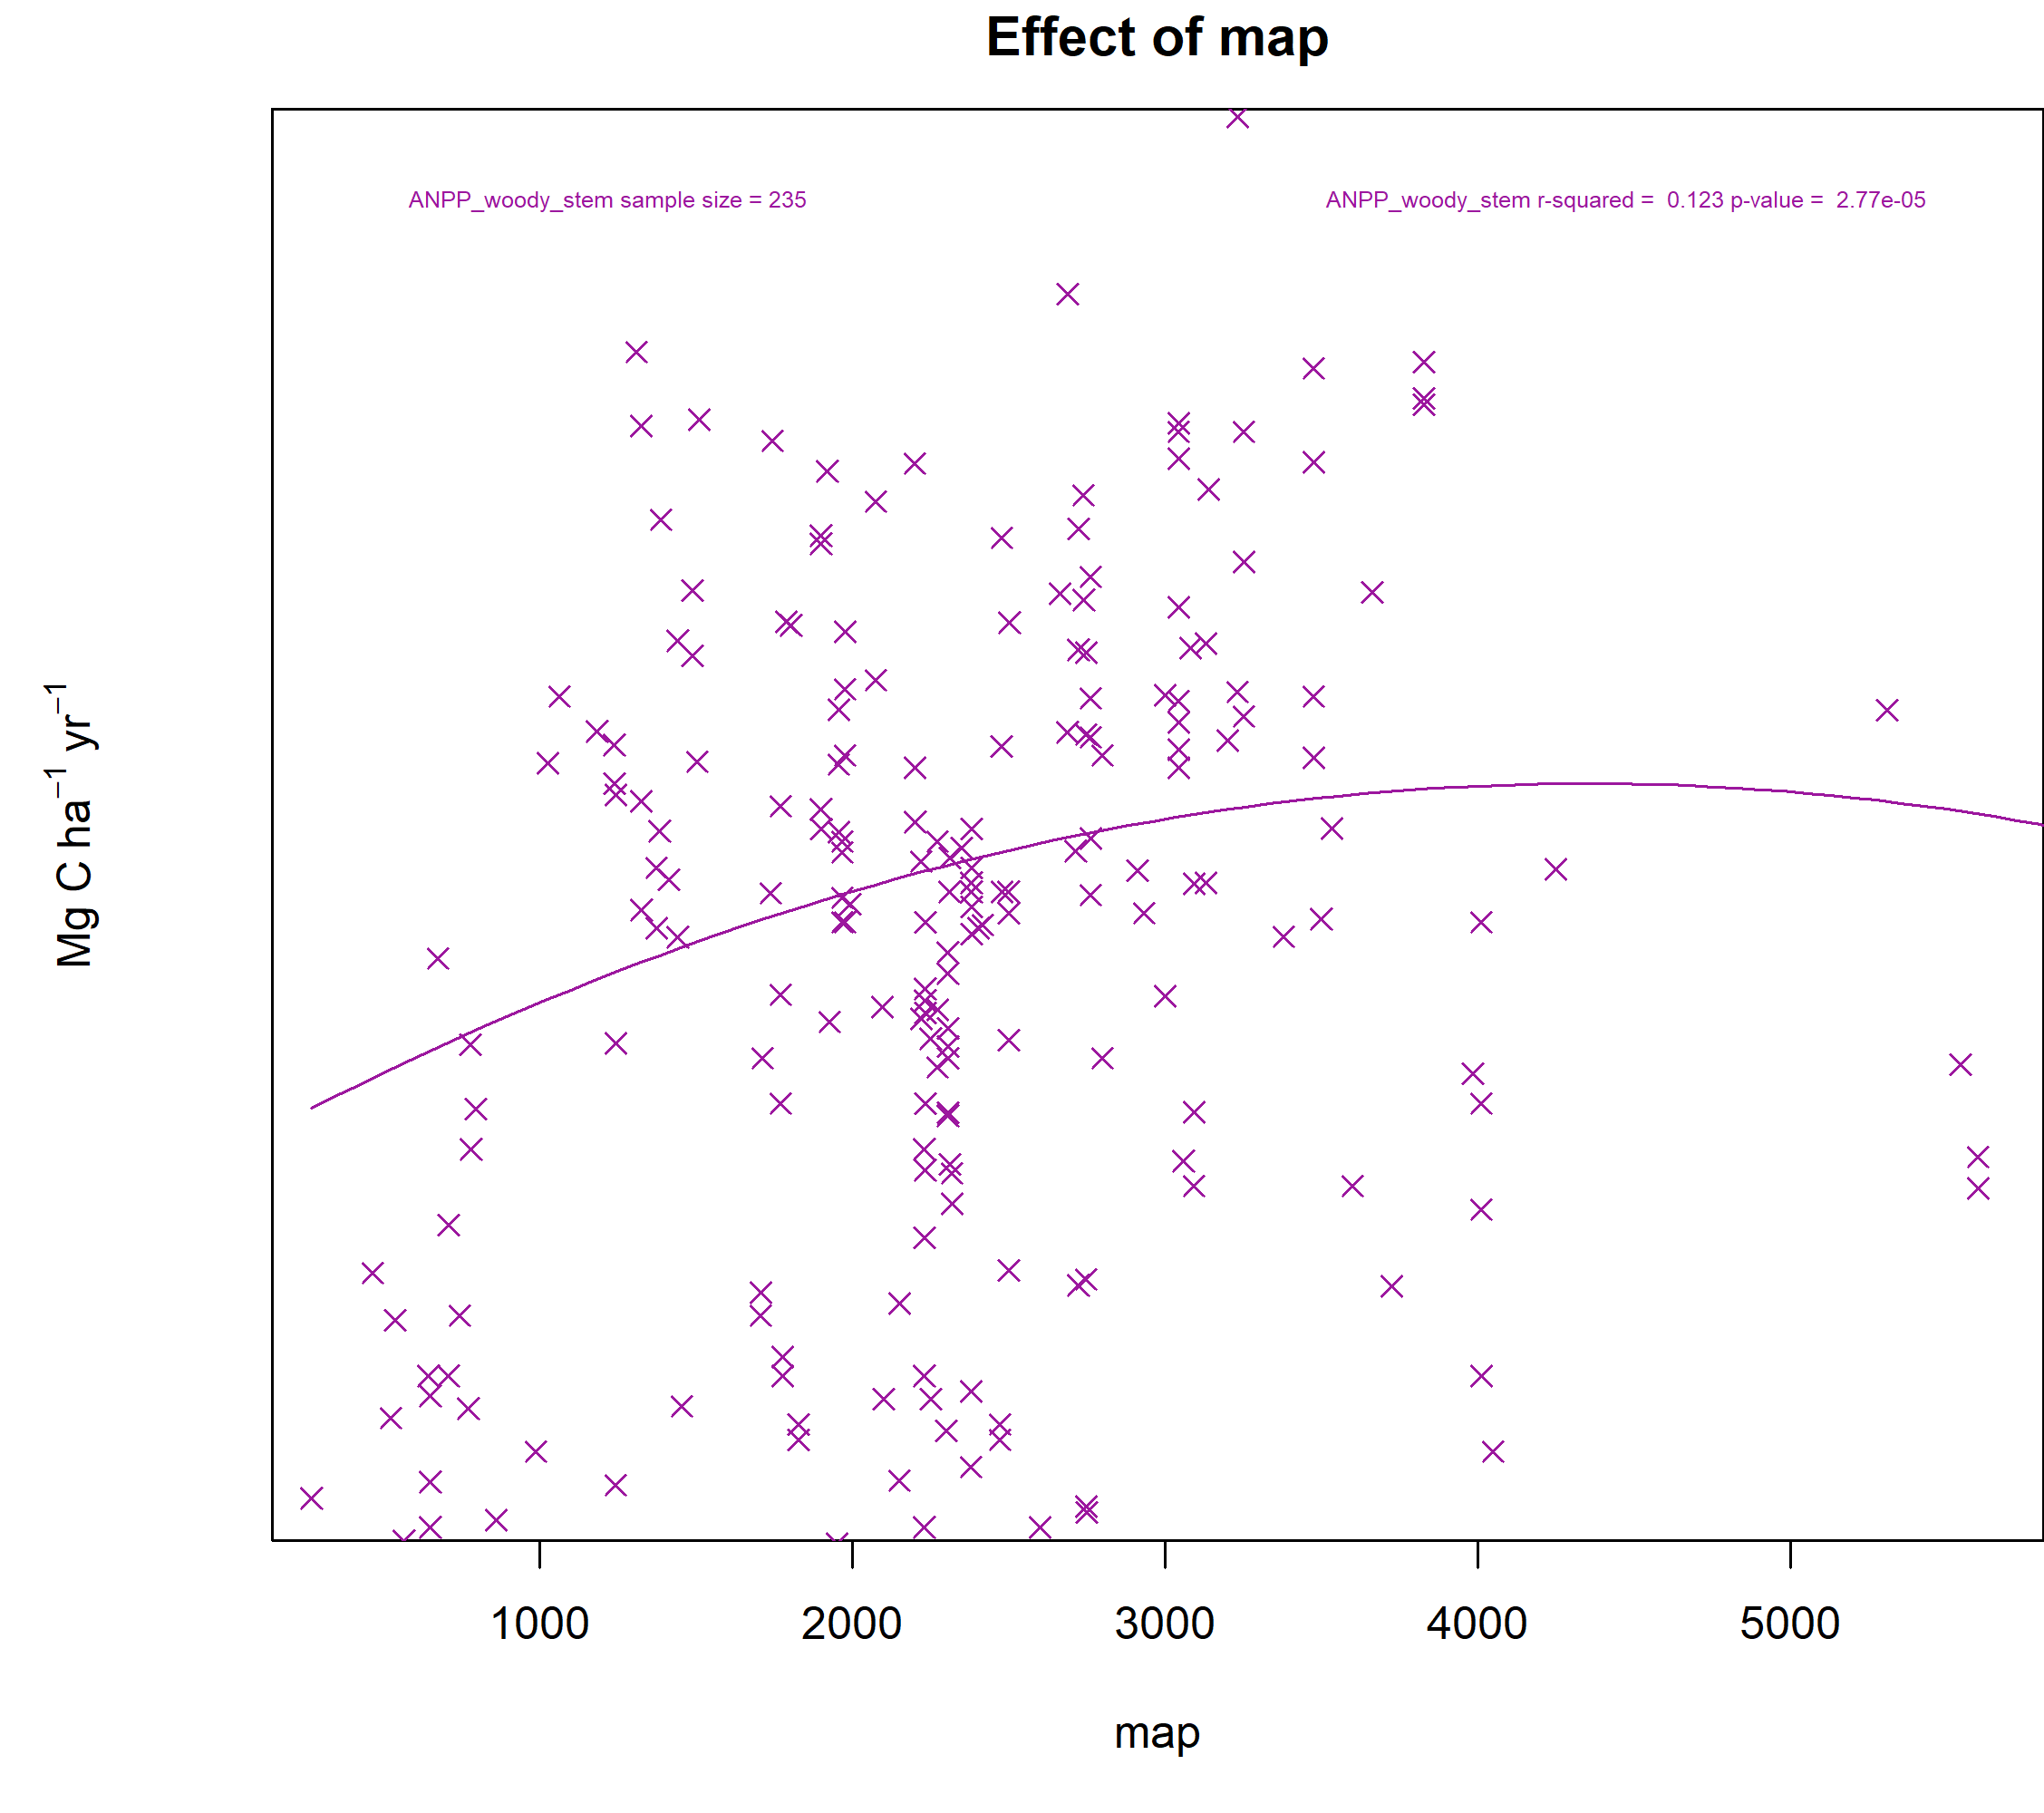 Effect of map
ANPP_woody_stem sample size = 235
ANPP_woody_stem r-squared =  0.123 p-value =  2.77e-05
Mg C ha⁻¹ yr⁻¹
1000 2000 3000 4000 5000
map